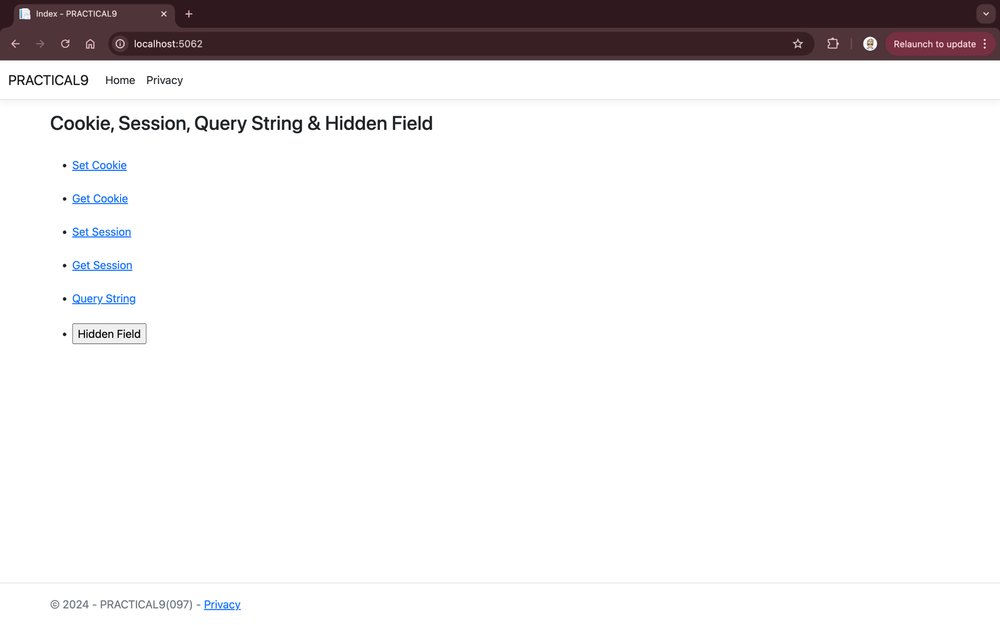 Index - PRACTICAL9
localhost:5062
Relaunch to update
PRACTICAL9 Home Privacy
Cookie, Session, Query String & Hidden Field
Set Cookie
Get Cookie
Set Session
Get Session
Query String
Hidden Field
© 2024 - PRACTICAL9(097) - Privacy